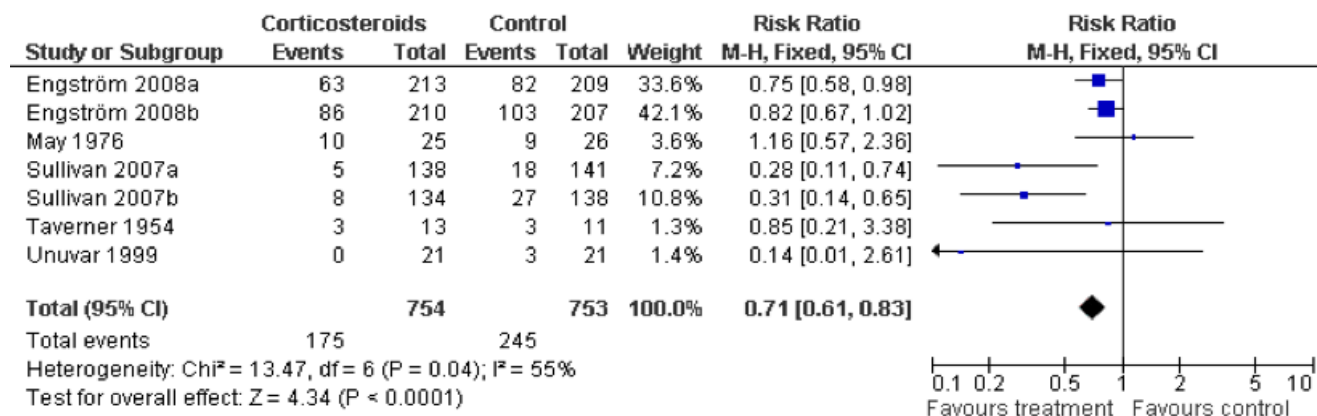 Corticosteroids Control Risk Ratio Risk Ratio
Study or Subgroup Events Total Events Total Weight M-H, Fixed, 95% CI M-H, Fixed, 95% CI
Engström 2008a 63 213 82 209 33.6% 0.75 [0.58, 0.98]
Engström 2008b 86 210 103 207 42.1% 0.82 [0.67, 1.02]
May 1976 10 25 9 26 3.6% 1.16 [0.57, 2.36]
Sullivan 2007a 5 138 18 141 7.2% 0.28 [0.11, 0.74]
Sullivan 2007b 8 134 27 138 10.8% 0.31 [0.14, 0.65]
Taverner 1954 3 13 3 11 1.3% 0.85 [0.21, 3.38]
Unuvar 1999 0 21 3 21 1.4% 0.14 [0.01, 2.61]
Total (95% CI) 754 753 100.0% 0.71 [0.61, 0.83]
Total events 175 245
Heterogeneity: Chi² = 13.47, df = 6 (P = 0.04); I² = 55%
Test for overall effect: Z = 4.34 (P < 0.0001)
0.1 0.2 0.5 1 2 5 10
Favours treatment Favours control